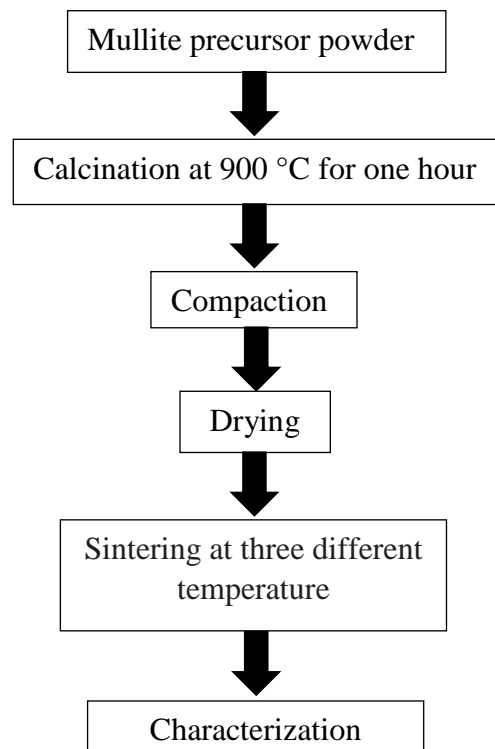 Mullite precursor powder
Calcination at 900 °C for one hour
Compaction
Drying
Sintering at three different
temperature
Characterization